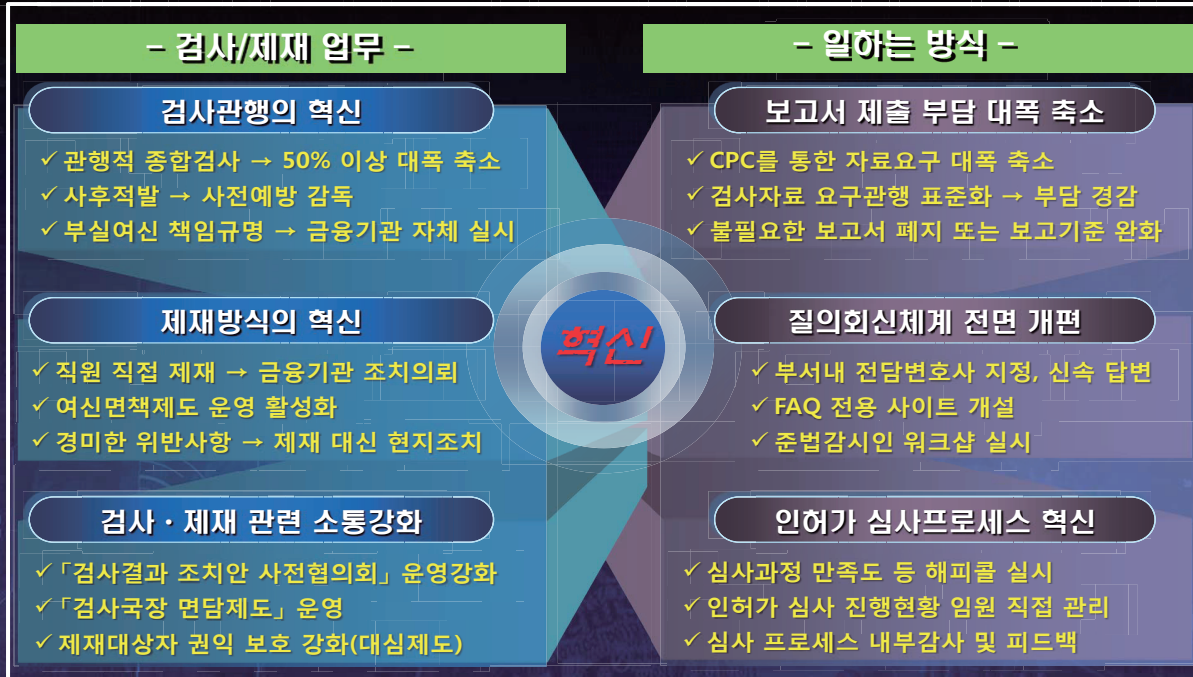 – 검사/제재 업무 –
검사관행의 혁신
✓ 관행적 종합검사 → 50% 이상 대폭 축소
✓ 사후적발 → 사전예방 감독
✓ 부실여신 책임규명 → 금융기관 자체 실시
제재방식의 혁신
✓ 직원 직접 제재 → 금융기관 조치의뢰
✓ 여신면책제도 운영 활성화
✓ 경미한 위반사항 → 제재 대신 현지조치
검사 · 제재 관련 소통강화
✓ 「검사결과 조치안 사전협의회」 운영강화
✓ 「검사국장 면담제도」 운영
✓ 제재대상자 권익 보호 강화(대심제도)
혁신
– 일하는 방식 –
보고서 제출 부담 대폭 축소
✓ CPC를 통한 자료요구 대폭 축소
✓ 검사자료 요구관행 표준화 → 부담 경감
✓ 불필요한 보고서 폐지 또는 보고기준 완화
질의회신체계 전면 개편
✓ 부서내 전담변호사 지정, 신속 답변
✓ FAQ 전용 사이트 개설
✓ 준법감시인 워크샵 실시
인허가 심사프로세스 혁신
✓ 심사과정 만족도 등 해피콜 실시
✓ 인허가 심사 진행현황 임원 직접 관리
✓ 심사 프로세스 내부감사 및 피드백